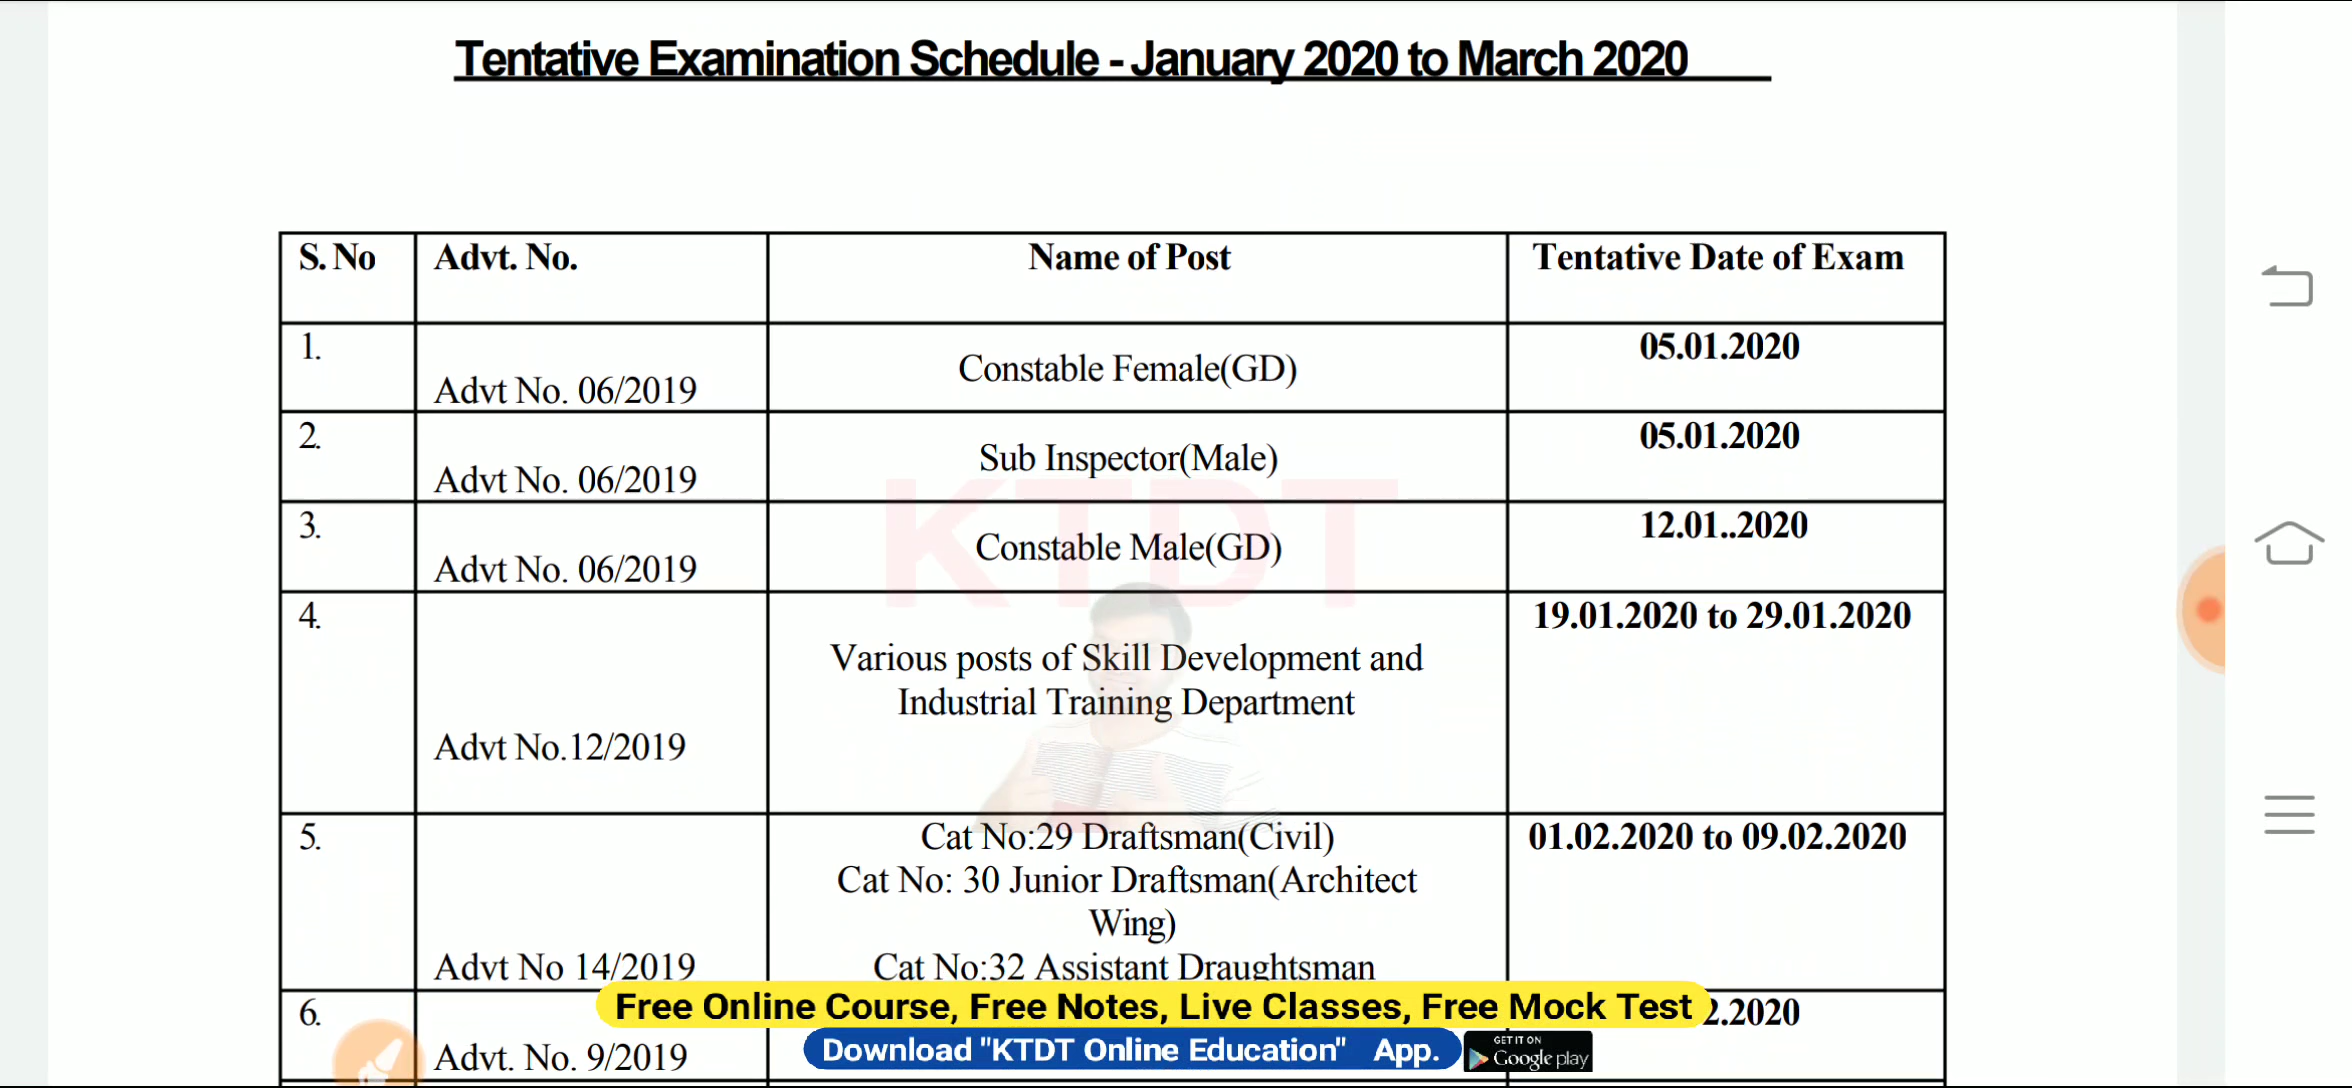 Tentative Examination Schedule - January 2020 to March 2020
S. No Advt. No. Name of Post Tentative Date of Exam
1. Advt No. 06/2019 Constable Female(GD) 05.01.2020
2. Advt No. 06/2019 Sub Inspector(Male) 05.01.2020
3. Advt No. 06/2019 Constable Male(GD) 12.01..2020
KTDT
4. Advt No.12/2019 Various posts of Skill Development and
Industrial Training Department 19.01.2020 to 29.01.2020
5. Advt No 14/2019 Cat No:29 Draftsman(Civil) 01.02.2020 to 09.02.2020
Cat No: 30 Junior Draftsman(Architect
Wing)
Cat No:32 Assistant Draughtsman
6. Advt. No. 9/2019 2.2020
Free Online Course, Free Notes, Live Classes, Free Mock Test
Download "KTDT Online Education" App.
GET IT ON
Google play